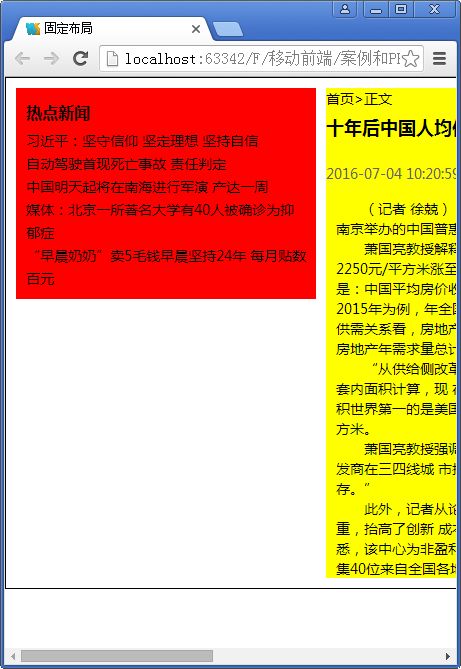 固定布局
localhost:63342/F/移动前端/案例和PI
热点新闻
习近平：坚守信仰 坚定理想 坚持自信
自动驾驶首现死亡事故 责任判定
中国明天起将在南海进行军演 产达一周
媒体：北京一所著名大学有40人被确诊为抑
郁症
“早晨奶奶”卖5毛钱早晨坚持24年 每月贴数
百元
首页>正文
十年后中国人均
2016-07-04 10:20:59
（记者 徐兢）
南京举办的中国普惠
萧国亮教授解释
2250元/平方米涨至
是：中国平均房价收
2015年为例，年全国
供需关系看，房地产
房地产年需求量总计
“从供给侧改革
套内面积计算，现 在
积世界第一的是美国
方米。
萧国亮教授强调
发商在三四线城 市拼
存。”
此外，记者从论
重，抬高了创新 成本
悉，该中心为非盈利
集40位来自全国各地